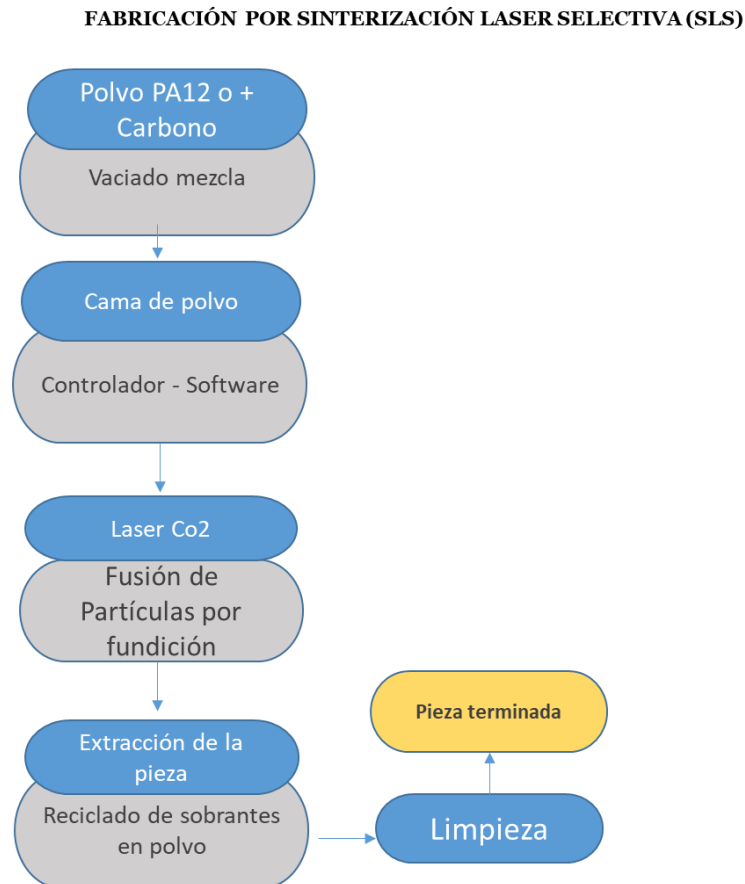 FABRICACIÓN POR SINTERIZACIÓN LASER SELECTIVA (SLS)
Polvo PA12 o +
Carbono
Vaciado mezcla
Cama de polvo
Controlador - Software
Laser Co2
Fusión de
Partículas por
fundición
Extracción de la
pieza
Reciclado de sobrantes
en polvo
Limpieza
Pieza terminada